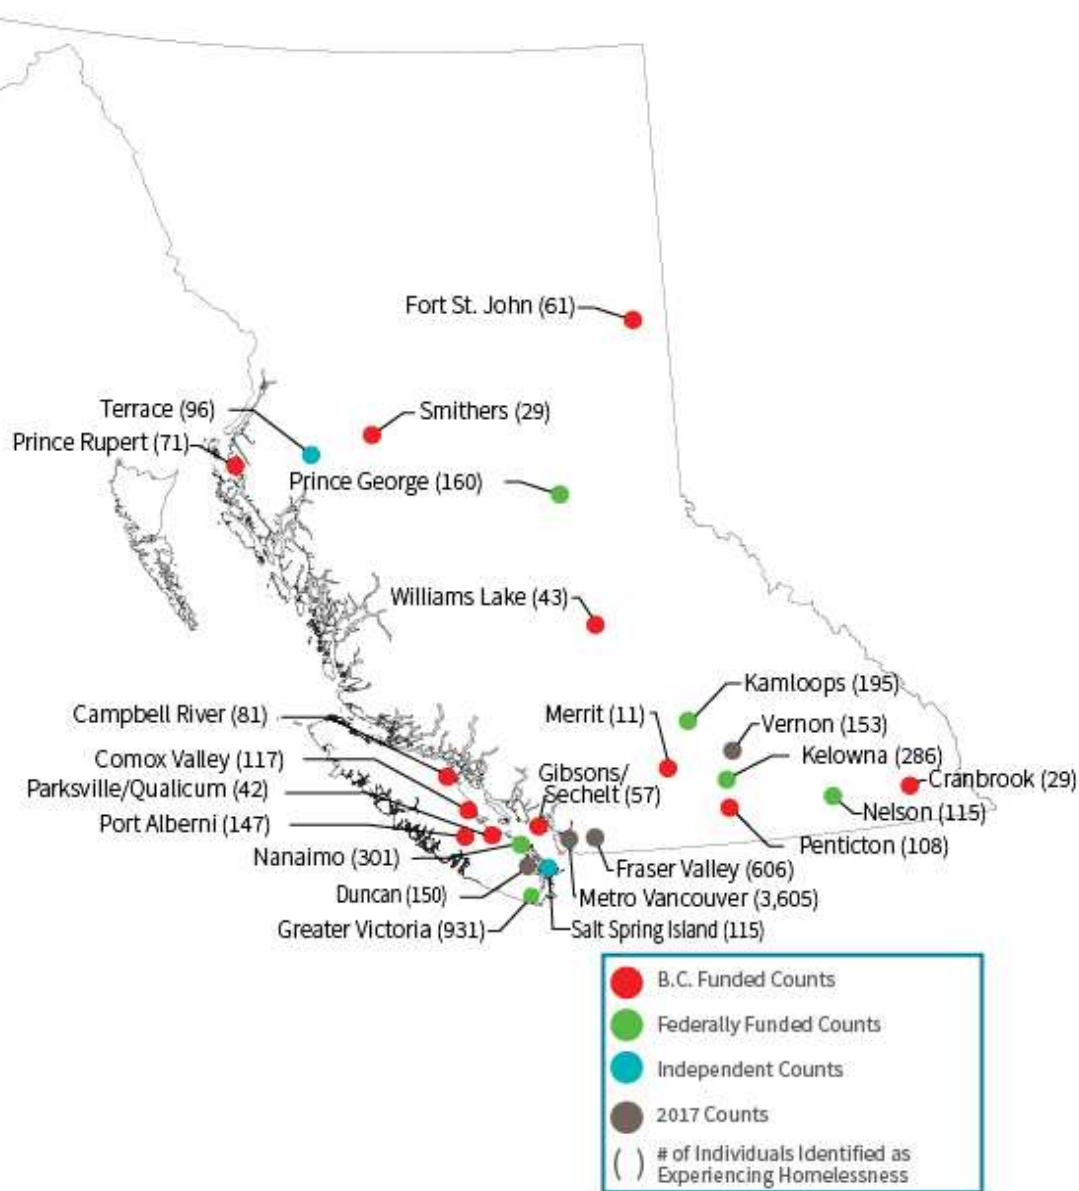 Fort St. John (61)
Terrace (96)
Smithers (29)
Prince Rupert (71)
Prince George (160)
Williams Lake (43)
Kamloops (195)
Campbell River (81)
Merrit (11)
Vernon (153)
Comox Valley (117)
Gibsons/
Sechelt (57)
Kelowna (286)
Cranbrook (29)
Parksville/Qualicum (42)
Nelson (115)
Port Alberni (147)
Penticton (108)
Nanaimo (301)
Fraser Valley (606)
Duncan (150)
Metro Vancouver (3,605)
Greater Victoria (931)
Salt Spring Island (115)
B.C. Funded Counts
Federally Funded Counts
Independent Counts
2017 Counts
( ) # of Individuals Identified as
Experiencing Homelessness